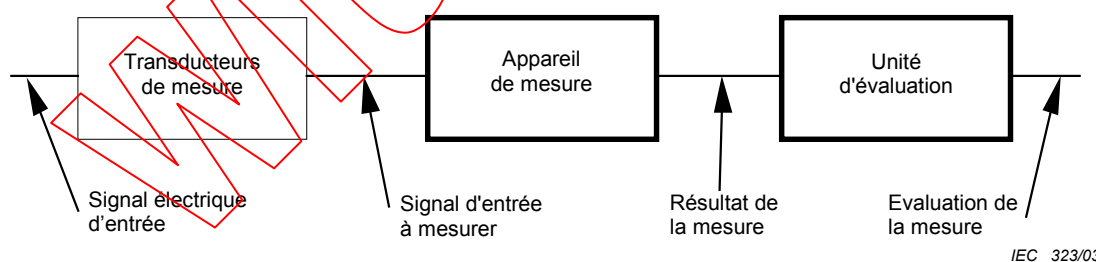 Transducteurs
de mesure
Appareil
de mesure
Unité
d'évaluation
Signal électrique
d'entrée
Signal d'entrée
à mesurer
Résultat de
la mesure
Evaluation de
la mesure
IEC 323/03